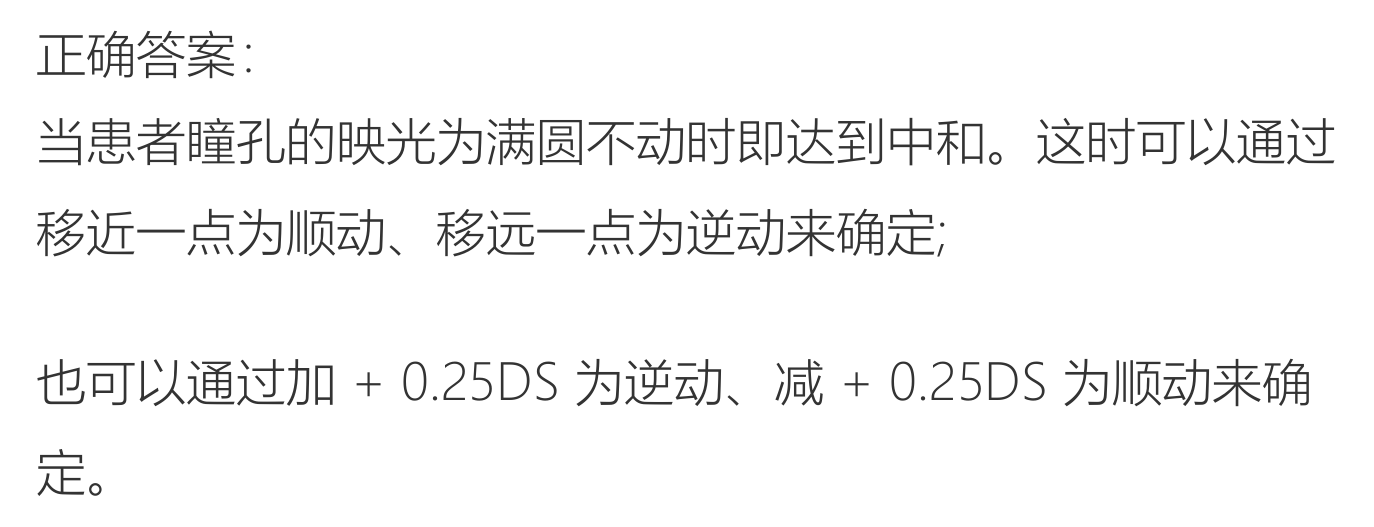 正确答案：
当患者瞳孔的映光为满圆不动时即达到中和。这时可以通过
移近一点为顺动、移远一点为逆动来确定;
也可以通过加 + 0.25DS 为逆动、减 + 0.25DS 为顺动来确
定。